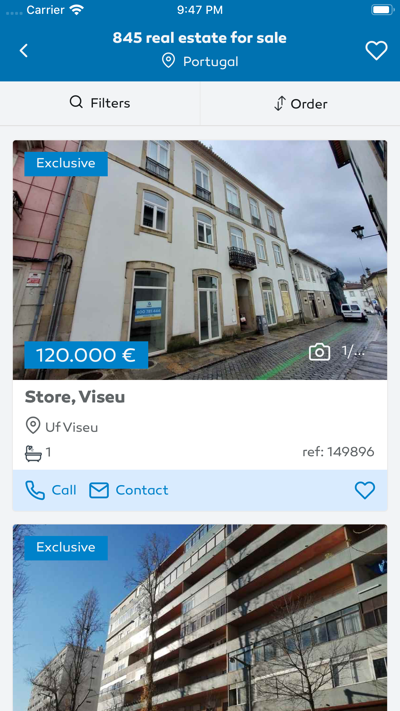 Carrier
9:47 PM
845 real estate for sale
Portugal
Filters
Order
Exclusive
120.000 €
1/...
Store, Viseu
Uf Viseu
1
ref: 149896
Call
Contact
Exclusive